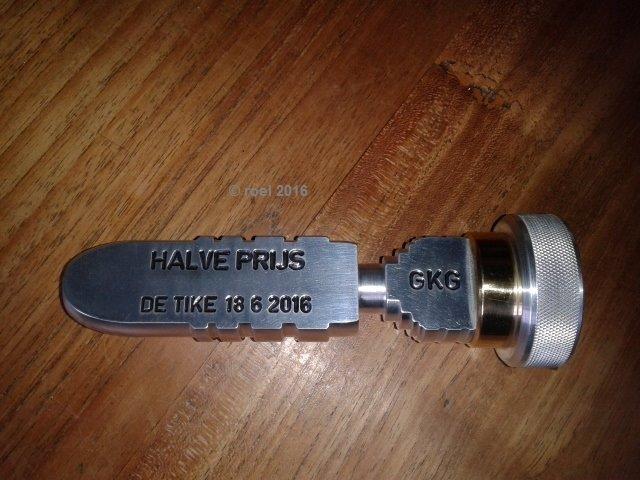 © roel 2016
HALVE PRIJS
DE TIKE 18 6 2016
GKG